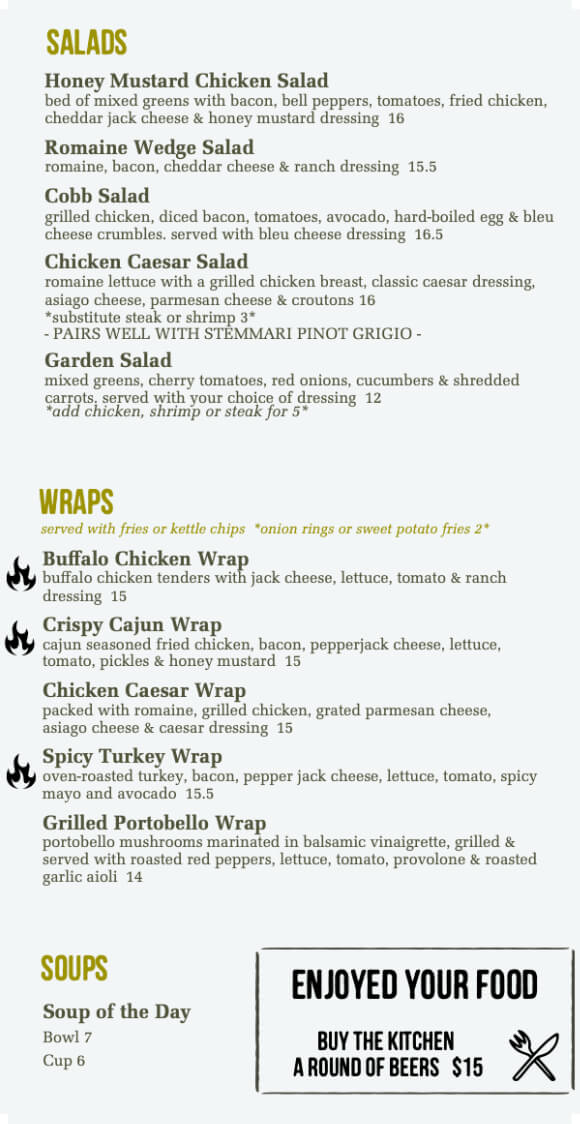 SALADS
Honey Mustard Chicken Salad
bed of mixed greens with bacon, bell peppers, tomatoes, fried chicken,
cheddar jack cheese & honey mustard dressing 16
Romaine Wedge Salad
romaine, bacon, cheddar cheese & ranch dressing 15.5
Cobb Salad
grilled chicken, diced bacon, tomatoes, avocado, hard-boiled egg & bleu
cheese crumbles. served with bleu cheese dressing 16.5
Chicken Caesar Salad
romaine lettuce with a grilled chicken breast, classic caesar dressing,
asiago cheese, parmesan cheese & croutons 16
*substitute steak or shrimp 3*
- PAIRS WELL WITH STEMMARI PINOT GRIGIO -
Garden Salad
mixed greens, cherry tomatoes, red onions, cucumbers & shredded
carrots. served with your choice of dressing 12
*add chicken, shrimp or steak for 5*
WRAPS
served with fries or kettle chips *onion rings or sweet potato fries 2*
Buffalo Chicken Wrap
buffalo chicken tenders with jack cheese, lettuce, tomato & ranch
dressing 15
Crispy Cajun Wrap
cajun seasoned fried chicken, bacon, pepperjack cheese, lettuce,
tomato, pickles & honey mustard 15
Chicken Caesar Wrap
packed with romaine, grilled chicken, grated parmesan cheese,
asiago cheese & caesar dressing 15
Spicy Turkey Wrap
oven-roasted turkey, bacon, pepper jack cheese, lettuce, tomato, spicy
mayo and avocado 15.5
Grilled Portobello Wrap
portobello mushrooms marinated in balsamic vinaigrette, grilled &
served with roasted red peppers, lettuce, tomato, provolone & roasted
garlic aioli 14
SOUPS
Soup of the Day
Bowl 7
Cup 6
ENJOYED YOUR FOOD
BUY THE KITCHEN
A ROUND OF BEERS $15